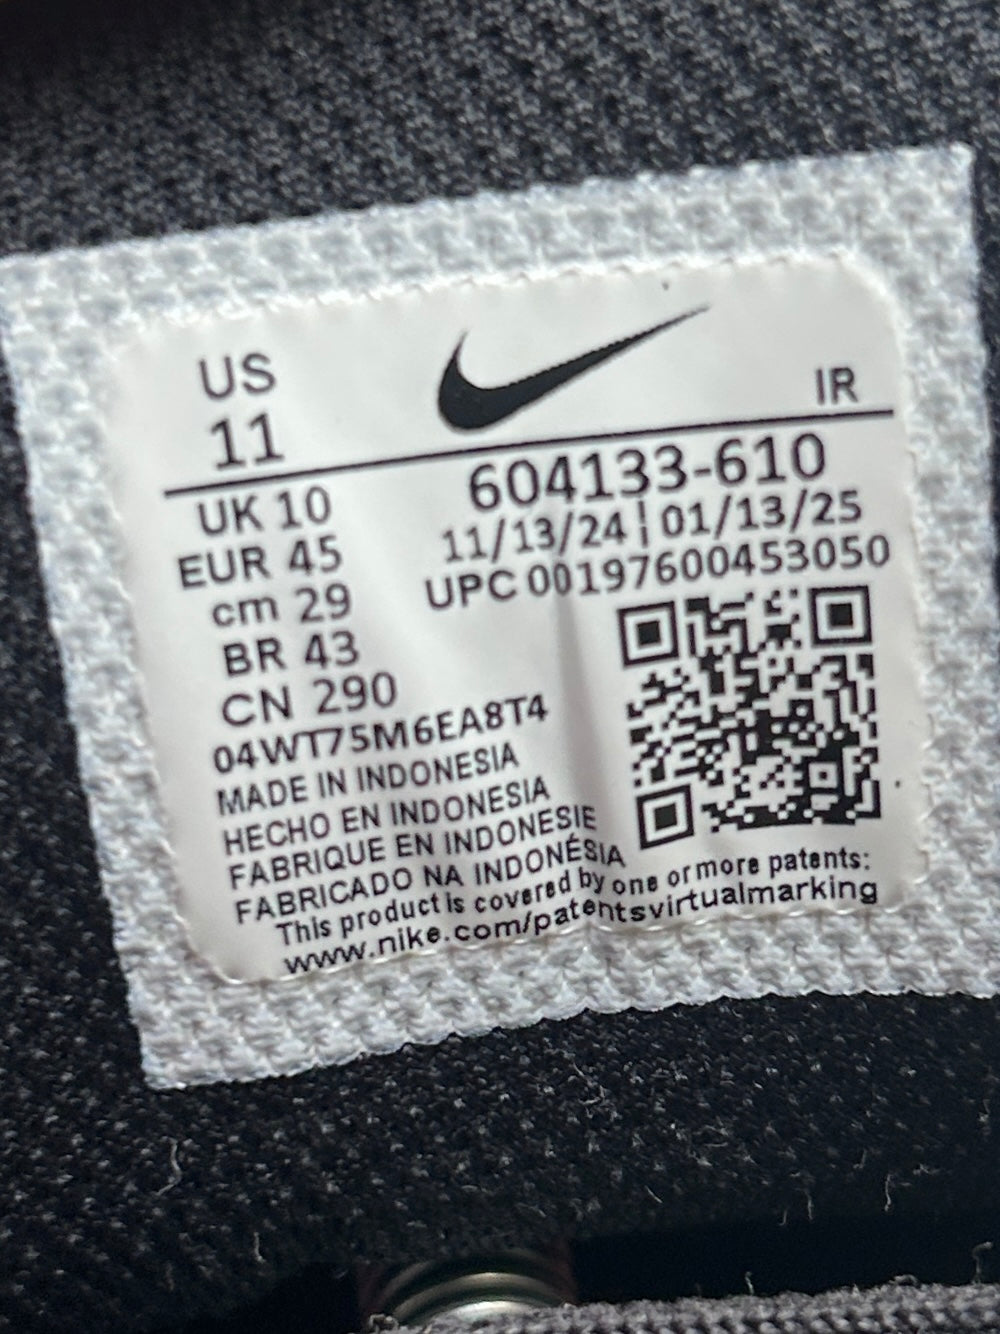 US
11
IR
UK 10
EUR 45
cm 29
BR 43
CN 290
604133-610
11/13/24 | 01/13/25
UPC 00197600453050
04WT75M6EA8T4
MADE IN INDONESIA
HECHO EN INDONESIA
FABRIQUE EN INDONESIE
FABRICADO NA INDONÉSIA
This product is covered by one or more patents:
www.nike.com/patentsvirtualmarking